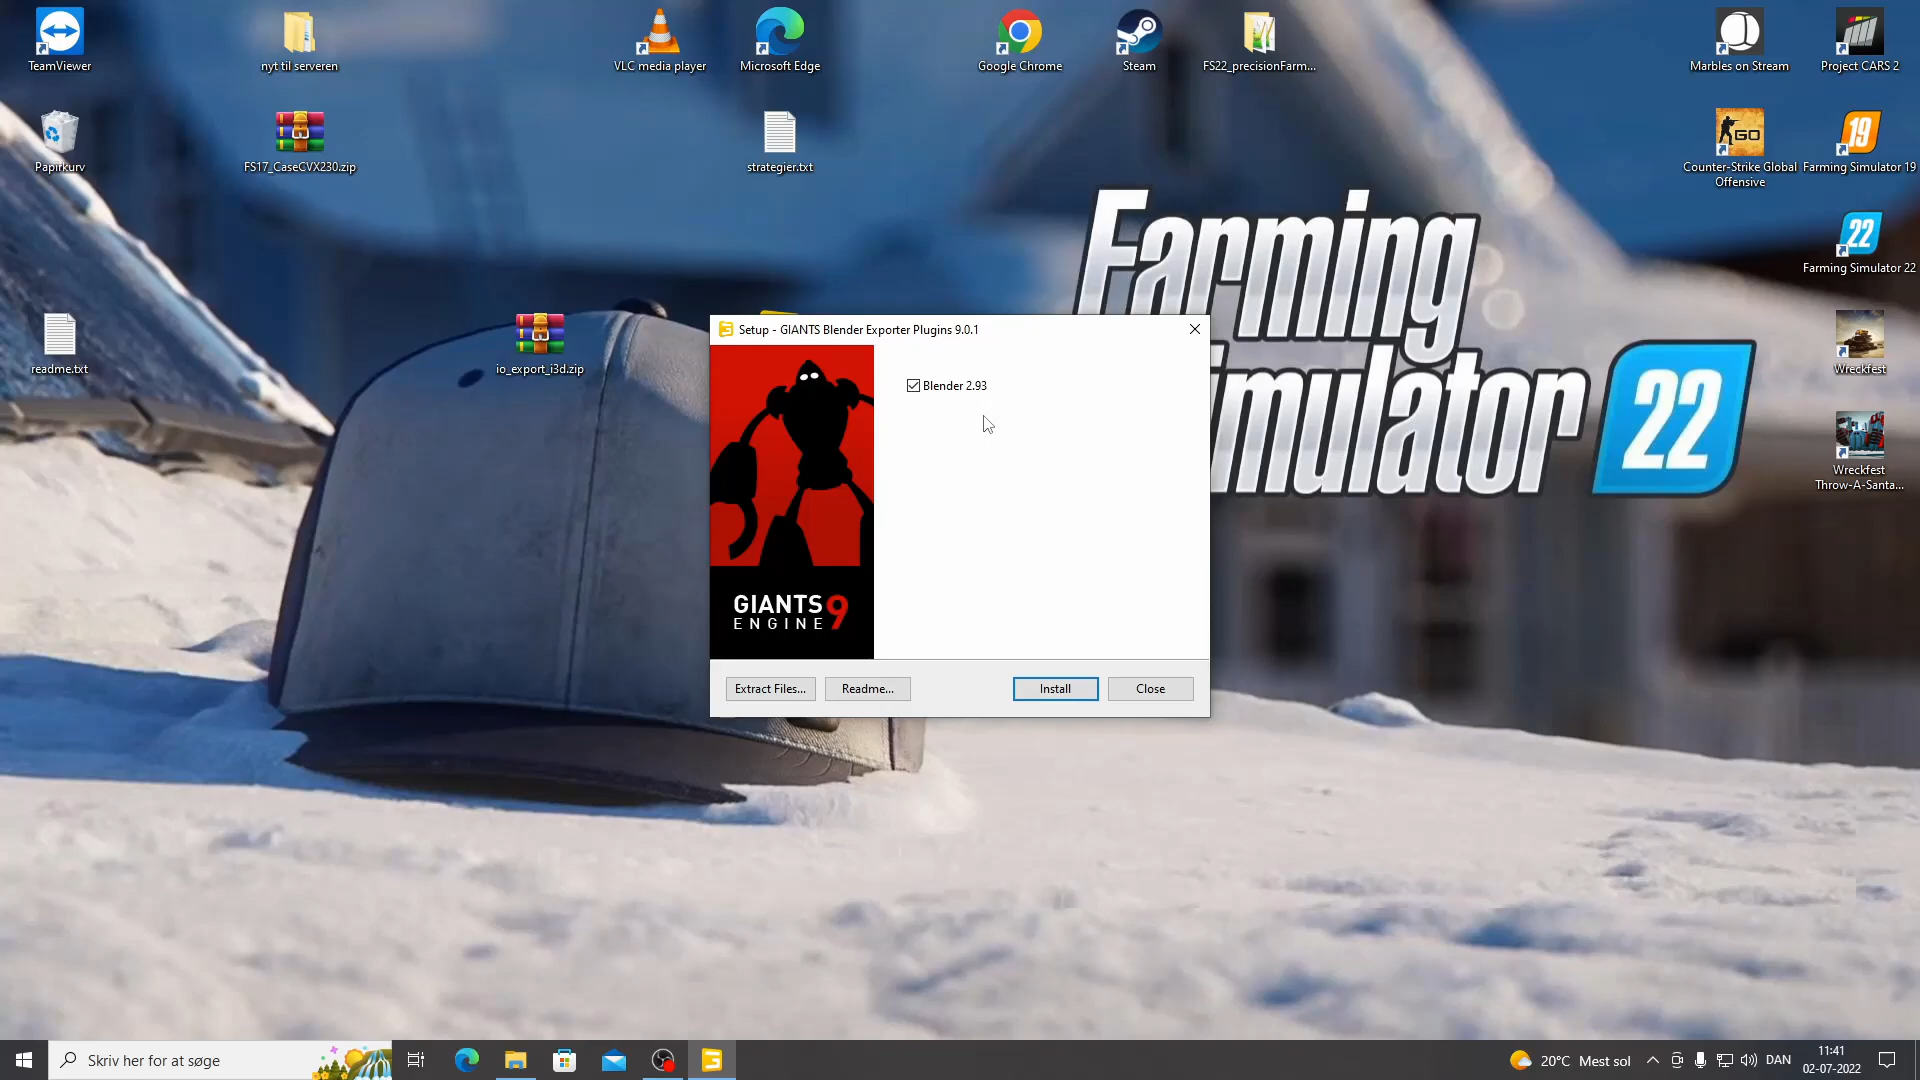 TeamViewer
nyt til serveren
VLC media player
Microsoft Edge
Google Chrome
Steam
FS22_precisionFarm...
Marbles on Stream
Project CARS 2
Papirkurv
FS17_CaseCVX230.zip
strategier.txt
GO
Counter-Strike Global
Offensive
19
Farming Simulator 19
22
Farming Simulator 22
Farming
Simulator 22
readme.txt
io_export_i3d.zip
Wreckfest
Wreckfest
Throw-A-Santa...
Setup - GIANTS Blender Exporter Plugins 9.0.1
Blender 2.93
GIANTS 9
ENGINE
Extract Files...
Readme...
Install
Close
Skriv her for at søge
20°C Mest sol
DAN
11:41
02-07-2022